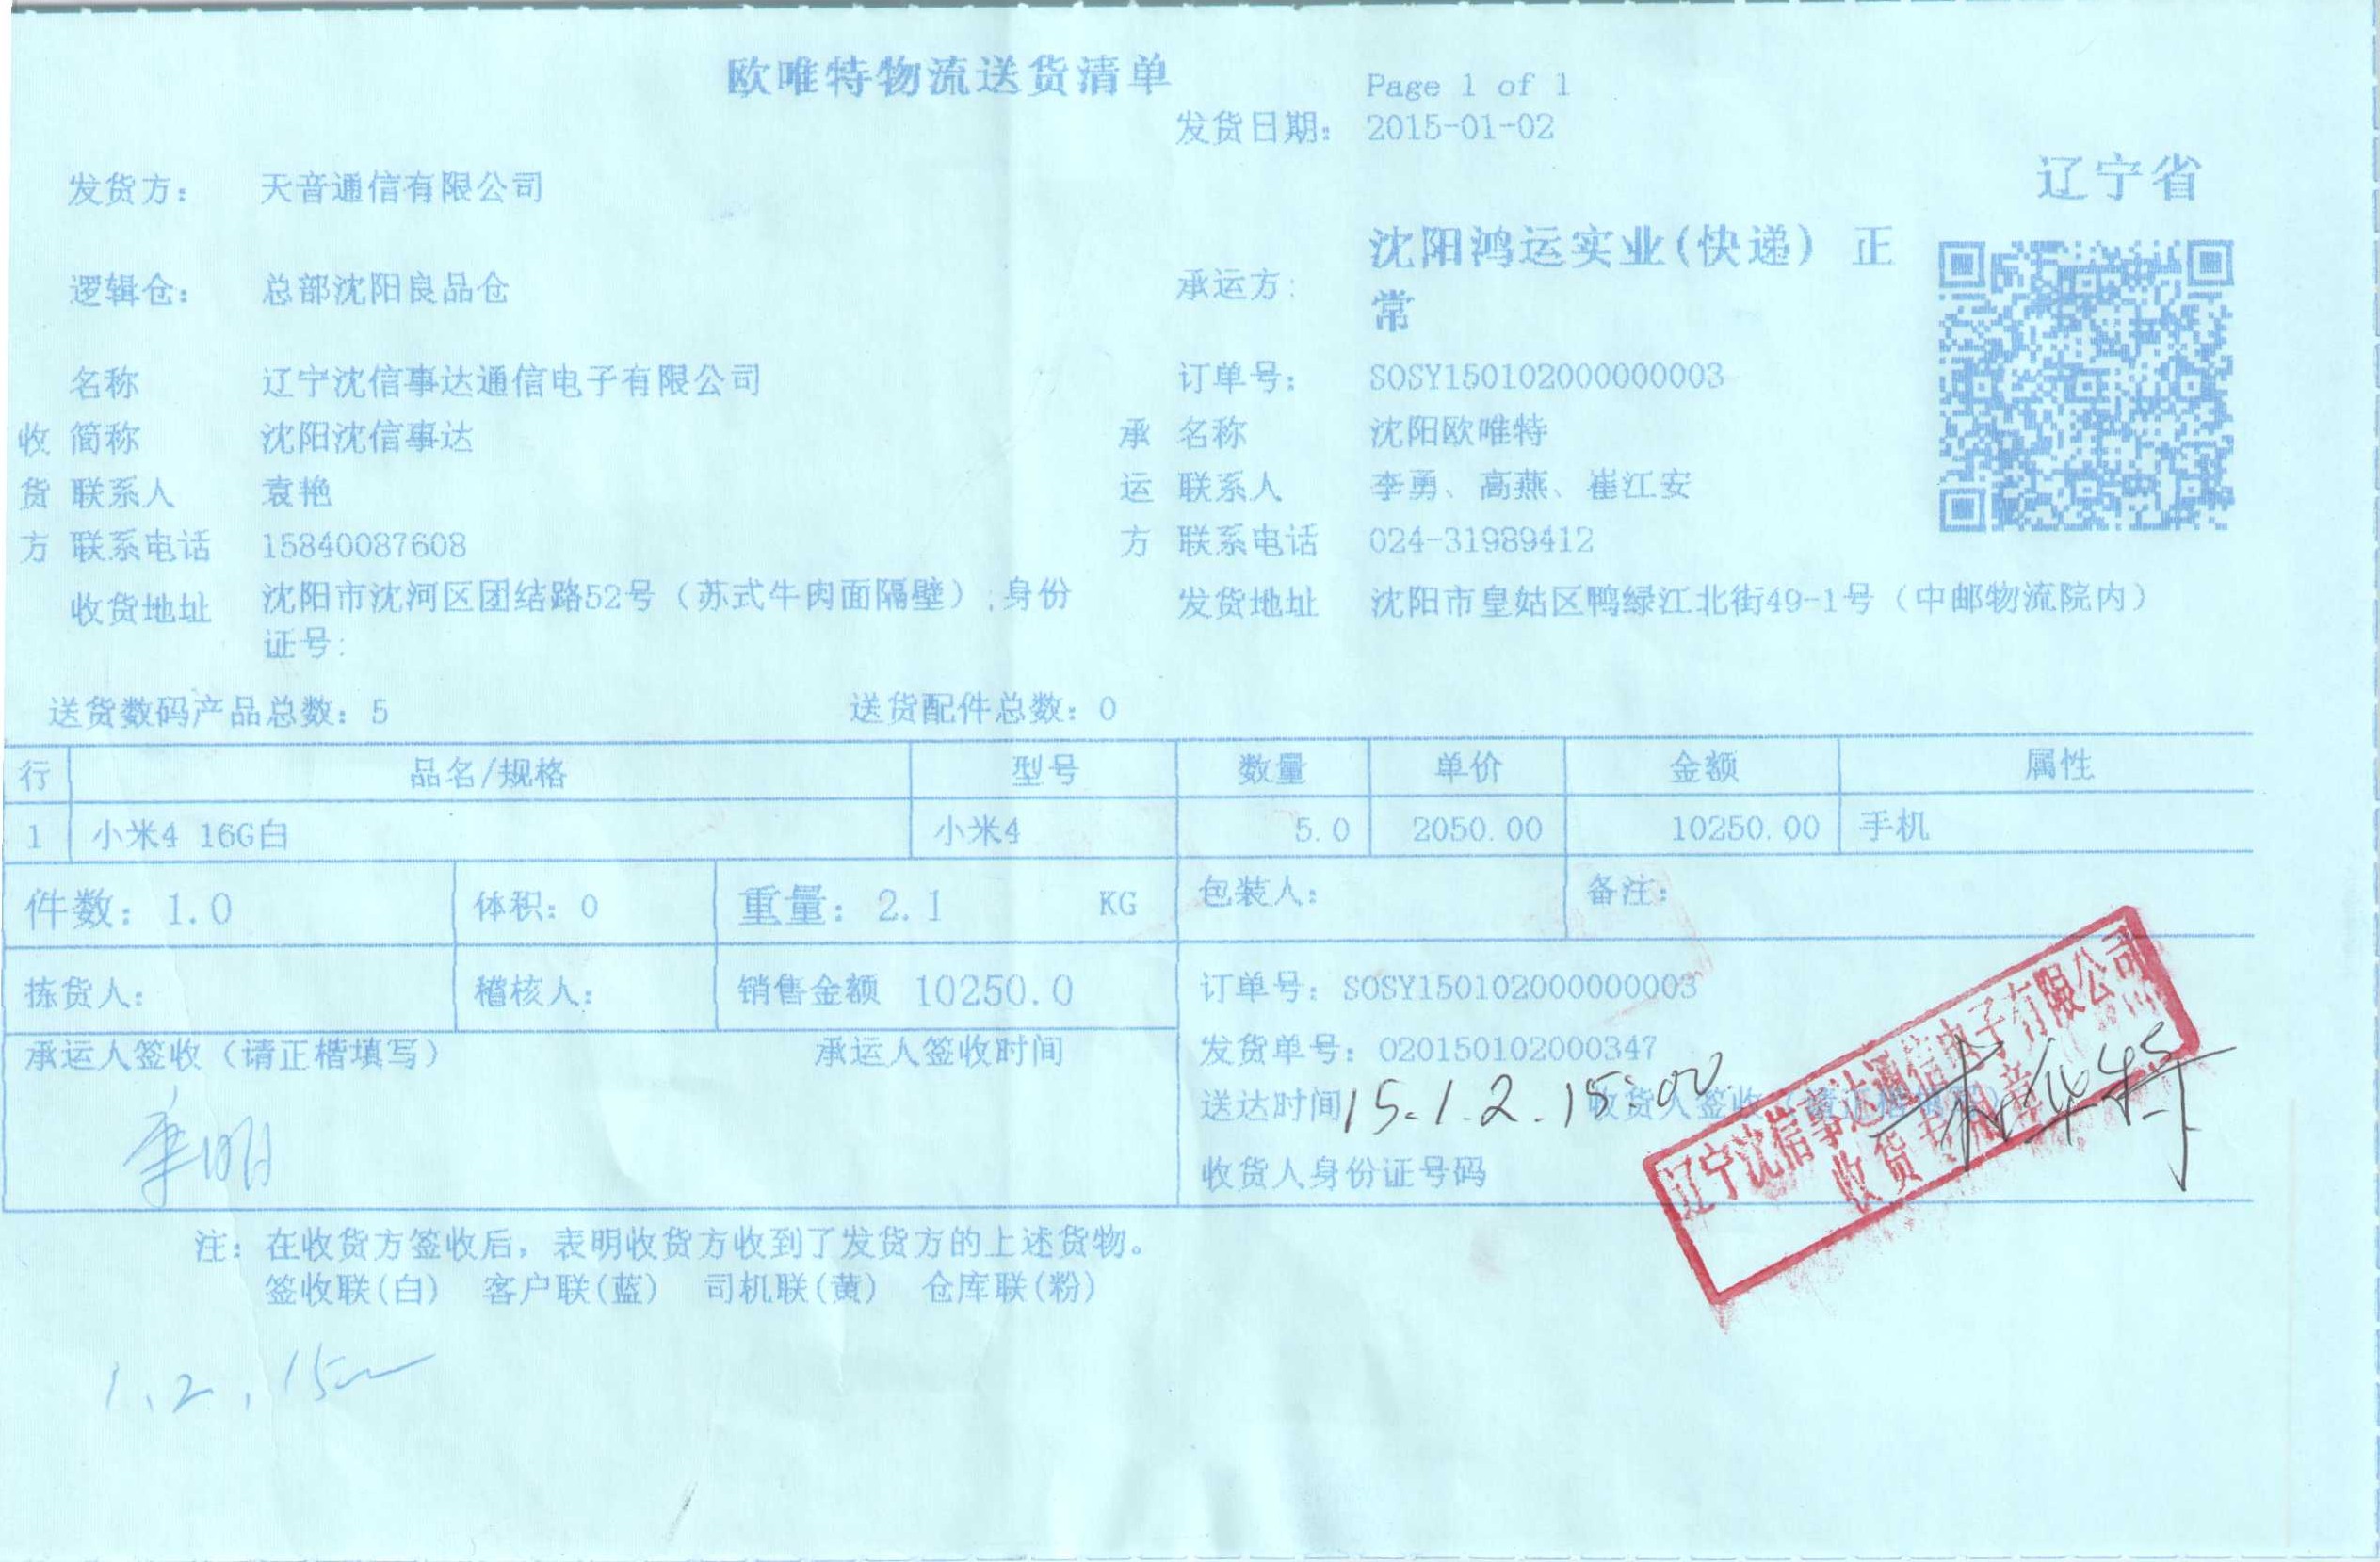 欧唯特物流送货清单
Page 1 of 1
发货日期: 2015-01-02
辽宁省
发货方: 天音通信有限公司
承运方: 沈阳鸿运实业(快递) 正常
逻辑仓: 总部沈阳良品仓
收货方
名称 辽宁沈信事达通信电子有限公司
简称 沈阳沈信事达
联系人 袁艳
联系电话 15840087608
收货地址 沈阳市沈河区团结路52号（苏式牛肉面隔壁）;身份
证号:
订单号: SOSY150102000000003
承运方
名称 沈阳欧唯特
联系人 李勇、高燕、崔江安
联系电话 024-31989412
发货地址 沈阳市皇姑区鸭绿江北街49-1号（中邮物流院内）
送货数码产品总数: 5 送货配件总数: 0
行 品名/规格 型号 数量 单价 金额 属性
1 小米4 16G白 小米4 5.0 2050.00 10250.00 手机
件数: 1.0 体积: 0 重量: 2.1 KG 包装人: 备注:
拣货人: 稽核人: 销售金额 10250.0 订单号: SOSY150102000000003
承运人签收（请正楷填写） 承运人签收时间
发货单号: 020150102000347
送达时间 15.1.2.15:00 收货人签收
收货人身份证号码
辽宁沈信事达通信电子有限公司
收货专用章
注: 在收货方签收后，表明收货方收到了发货方的上述货物。
签收联(白) 客户联(蓝) 司机联(黄) 仓库联(粉)